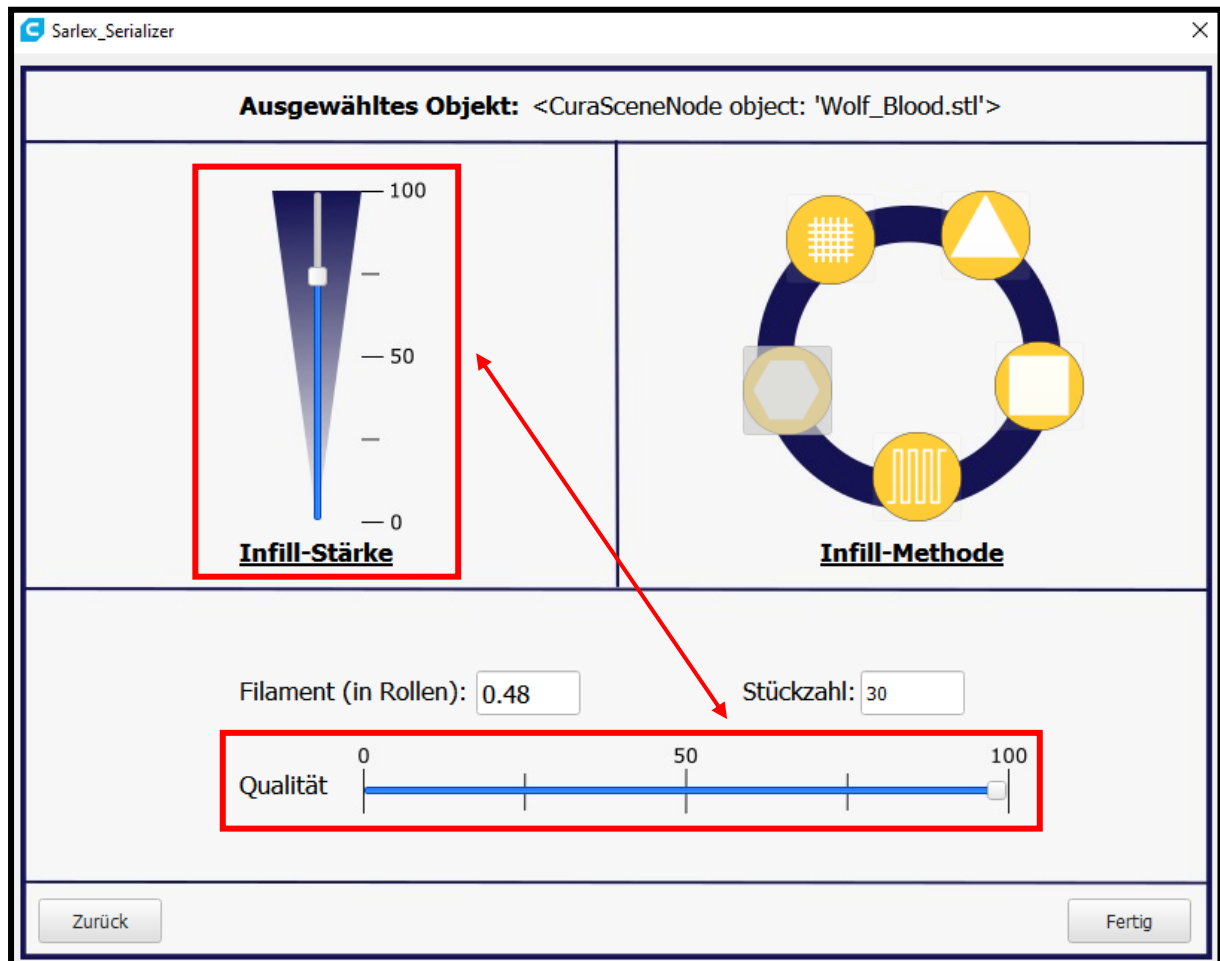 Sarlex_Serializer
Ausgewähltes Objekt: <CuraSceneNode object: 'Wolf_Blood.stl'>
100
50
0
Infill-Stärke
Infill-Methode
Filament (in Rollen): 0.48
Stückzahl: 30
0 50 100
Qualität
Zurück
Fertig